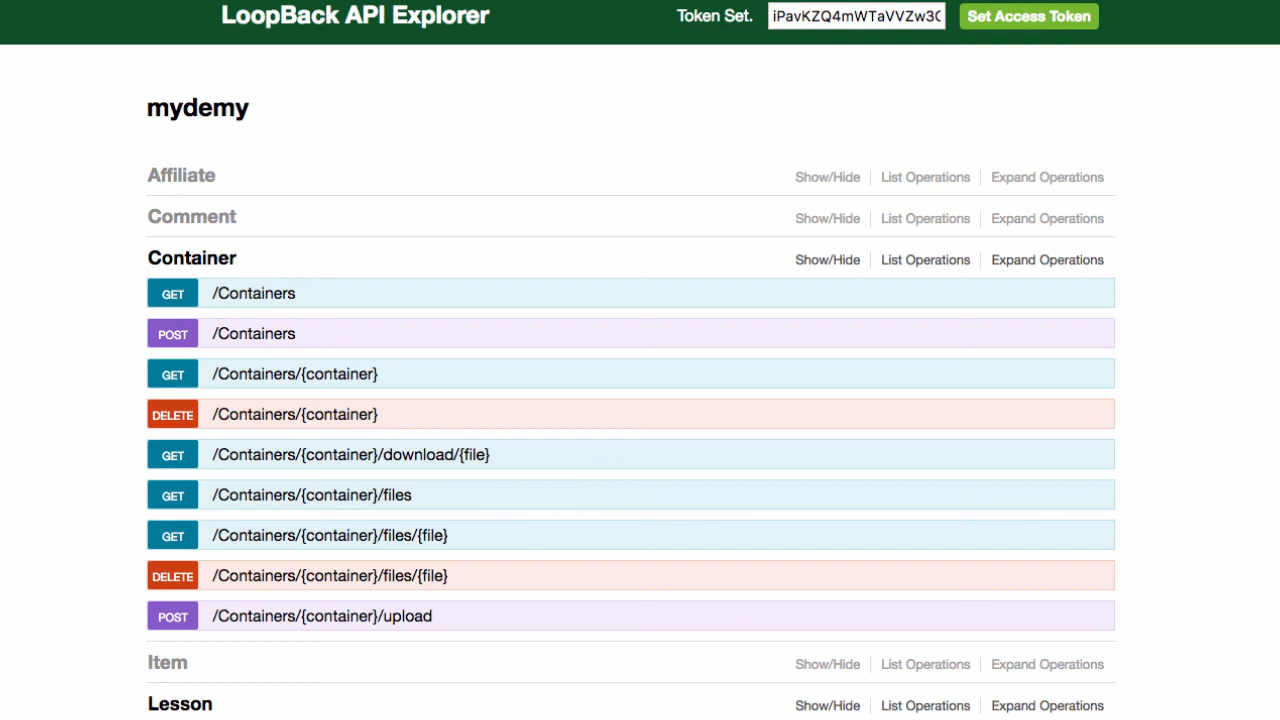 LoopBack API Explorer Token Set. iPavKZQ4mWTaVVZw3 Set Access Token
mydemy
Affiliate Show/Hide List Operations Expand Operations
Comment Show/Hide List Operations Expand Operations
Container Show/Hide List Operations Expand Operations
GET /Containers
POST /Containers
GET /Containers/{container}
DELETE /Containers/{container}
GET /Containers/{container}/download/{file}
GET /Containers/{container}/files
GET /Containers/{container}/files/{file}
DELETE /Containers/{container}/files/{file}
POST /Containers/{container}/upload
Item Show/Hide List Operations Expand Operations
Lesson Show/Hide List Operations Expand Operations